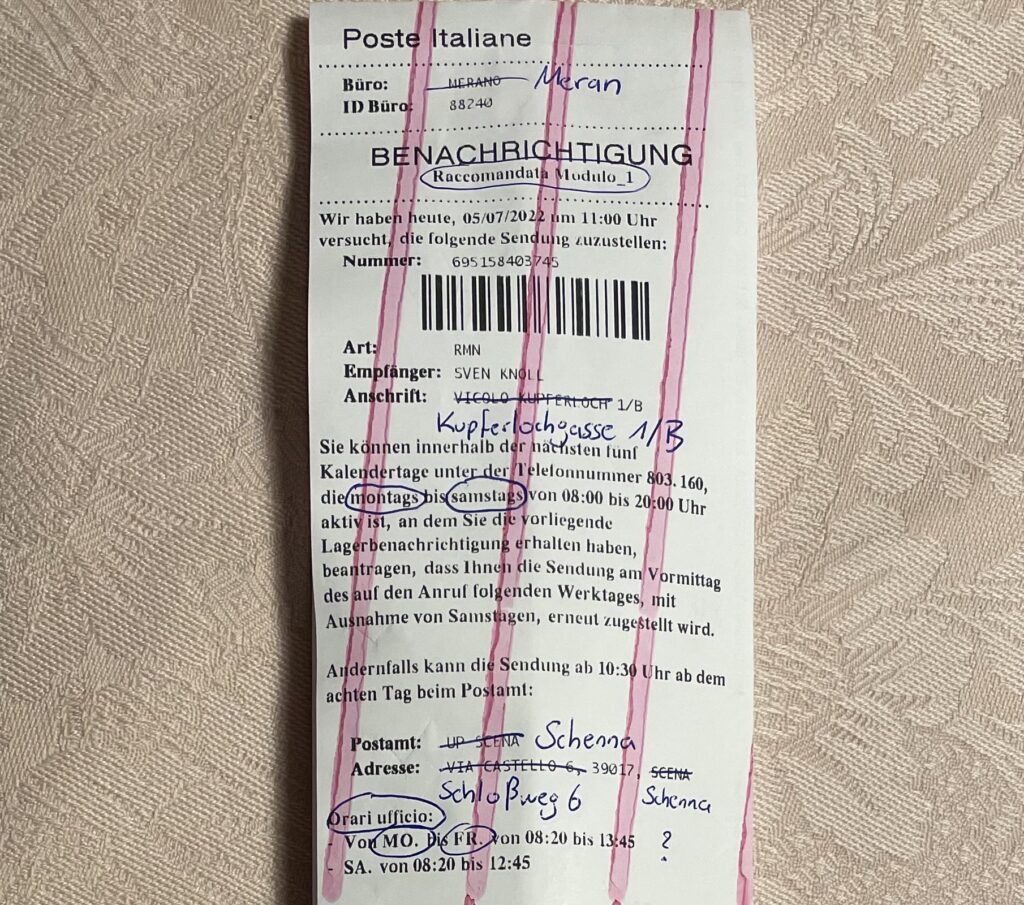 Poste Italiane
Büro: MERANO Meran
ID Büro: 88240
BENACHRICHTIGUNG
Raccomandata Modulo_1
Wir haben heute, 05/07/2022 um 11:00 Uhr
versucht, die folgende Sendung zuzustellen:
Nummer: 695158403745
Art: RMN
Empfänger: SVEN KNOLL
Anschrift: VICOLO KUPFERLOCH 1/B
Kupferlochgasse 1/B
Sie können innerhalb der nächsten fünf
Kalendertage unter der Telefonnummer 803.160,
die montags bis samstags von 08:00 bis 20:00 Uhr
aktiv ist, an dem Sie die vorliegende
Lagerbenachrichtigung erhalten haben,
beantragen, dass Ihnen die Sendung am Vormittag
des auf den Anruf folgenden Werktages, mit
Ausnahme von Samstagen, erneut zugestellt wird.
Andernfalls kann die Sendung ab 10:30 Uhr ab dem
achten Tag beim Postamt:
Postamt: UP SCENA Schenna
Adresse: VIA CASTELLO 6, 39017, SCENA
Schloßweg 6 Schenna
Orari ufficio:
- Von MO. bis FR. von 08:20 bis 13:45 ?
- SA. von 08:20 bis 12:45